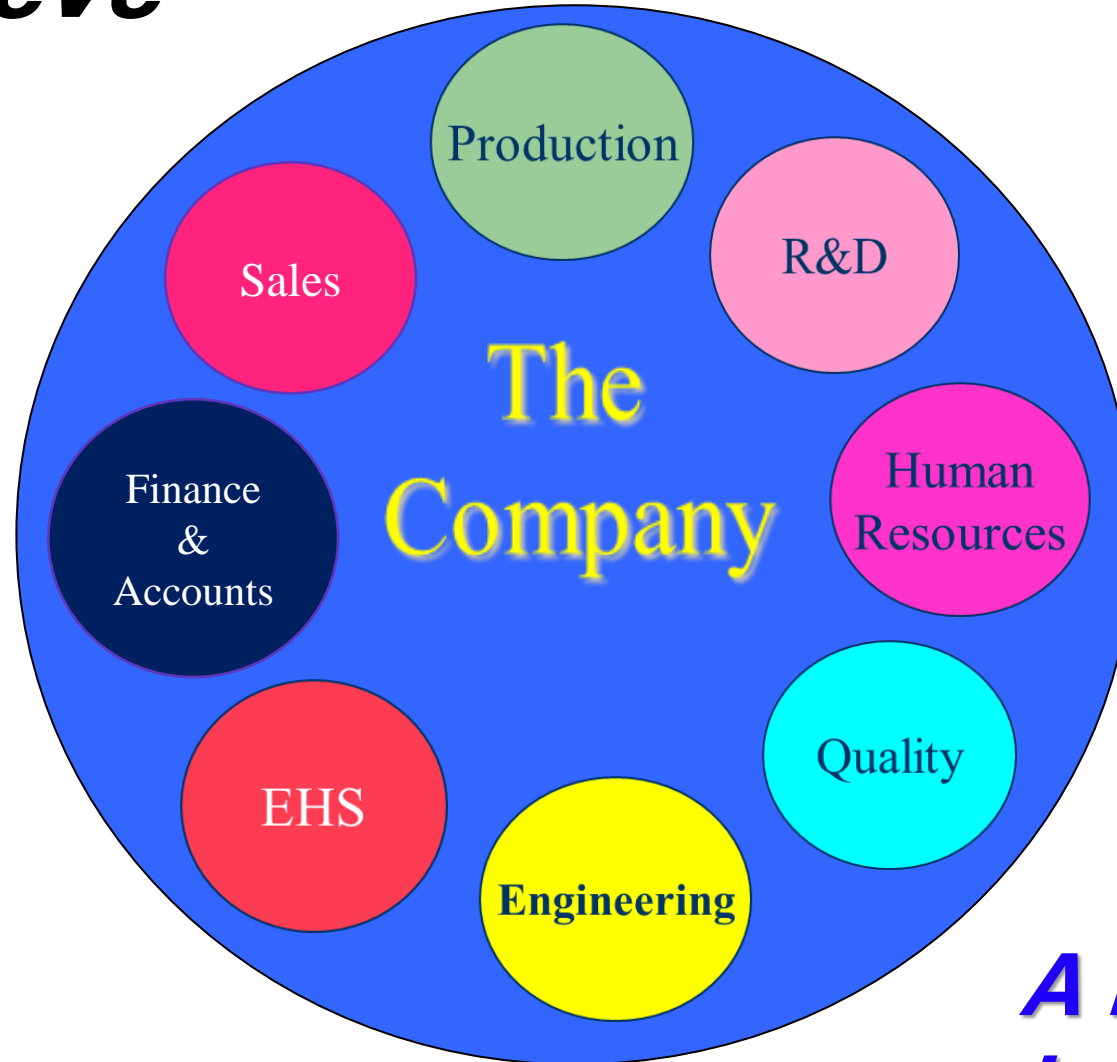 Production
R&D
Sales
The
Company
Human
Resources
Finance
&
Accounts
Quality
EHS
Engineering
A